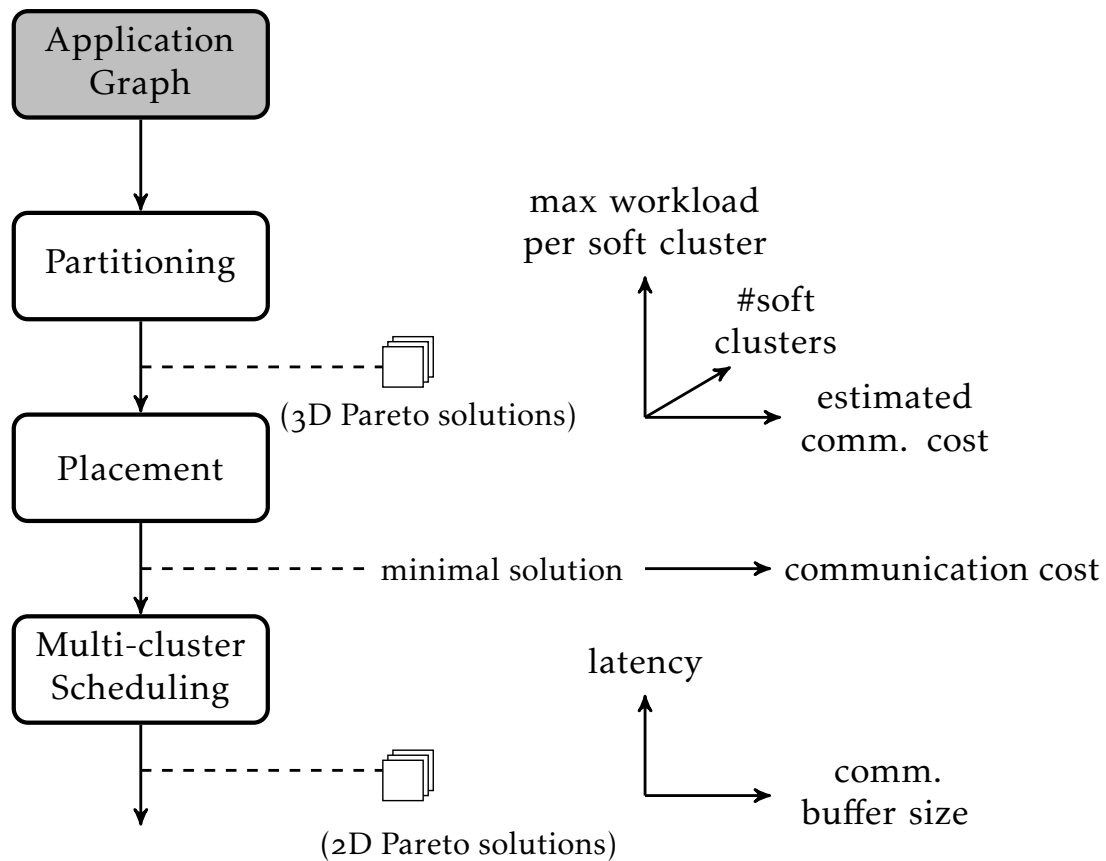 Application
Graph
Partitioning
max workload
per soft cluster
#soft
clusters
(3D Pareto solutions)
estimated
comm. cost
Placement
minimal solution
communication cost
Multi-cluster
Scheduling
latency
comm.
buffer size
(2D Pareto solutions)